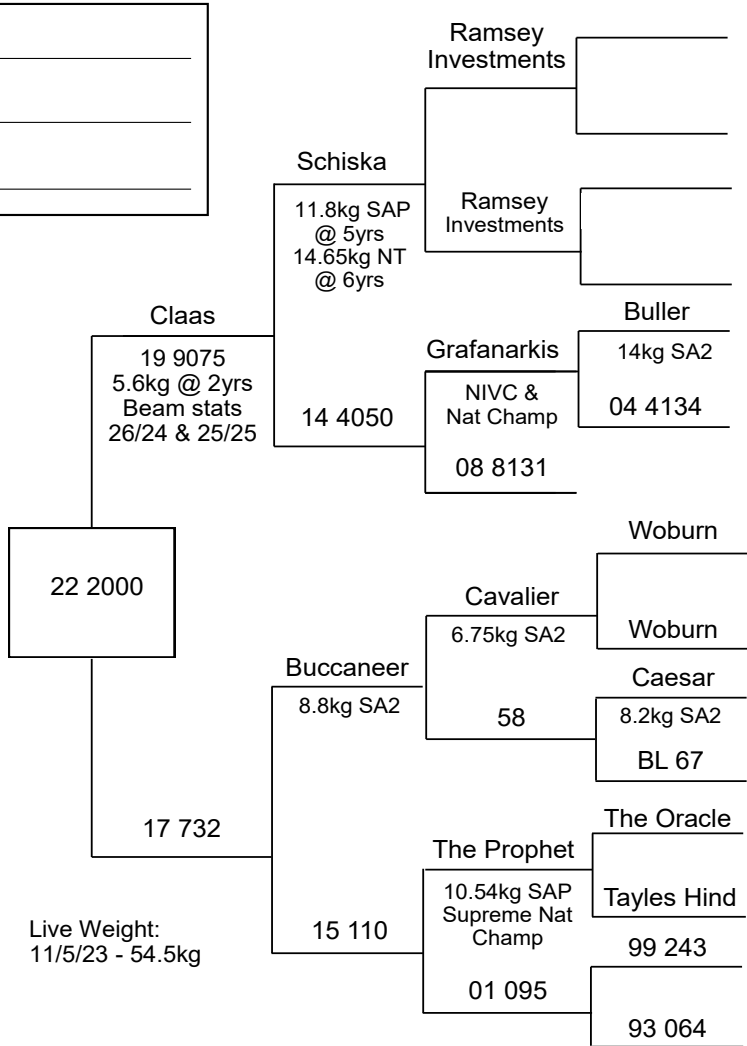 Ramsey
Investments
Schiska
11.8kg SAP
@ 5yrs
14.65kg NT
@ 6yrs
Ramsey
Investments
Claas
19 9075
5.6kg @ 2yrs
Beam stats
26/24 & 25/25
14 4050
Grafanarkis
NIVC &
Nat Champ
08 8131
Buller
14kg SA2
04 4134
22 2000
Woburn
Cavalier
6.75kg SA2
Woburn
Buccaneer
8.8kg SA2
58
Caesar
8.2kg SA2
BL 67
17 732
The Oracle
The Prophet
10.54kg SAP
Supreme Nat
Champ
Tayles Hind
15 110
99 243
01 095
93 064
Live Weight:
11/5/23 - 54.5kg